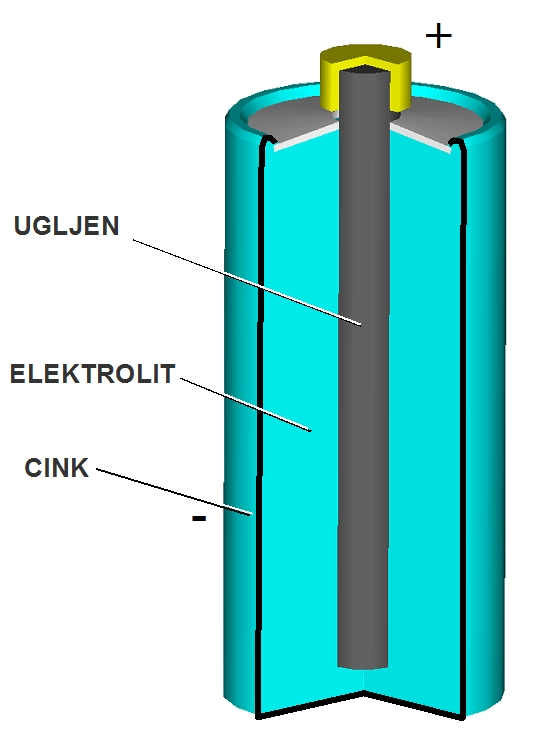 +
UGLJEN
ELEKTROLIT
CINK
-